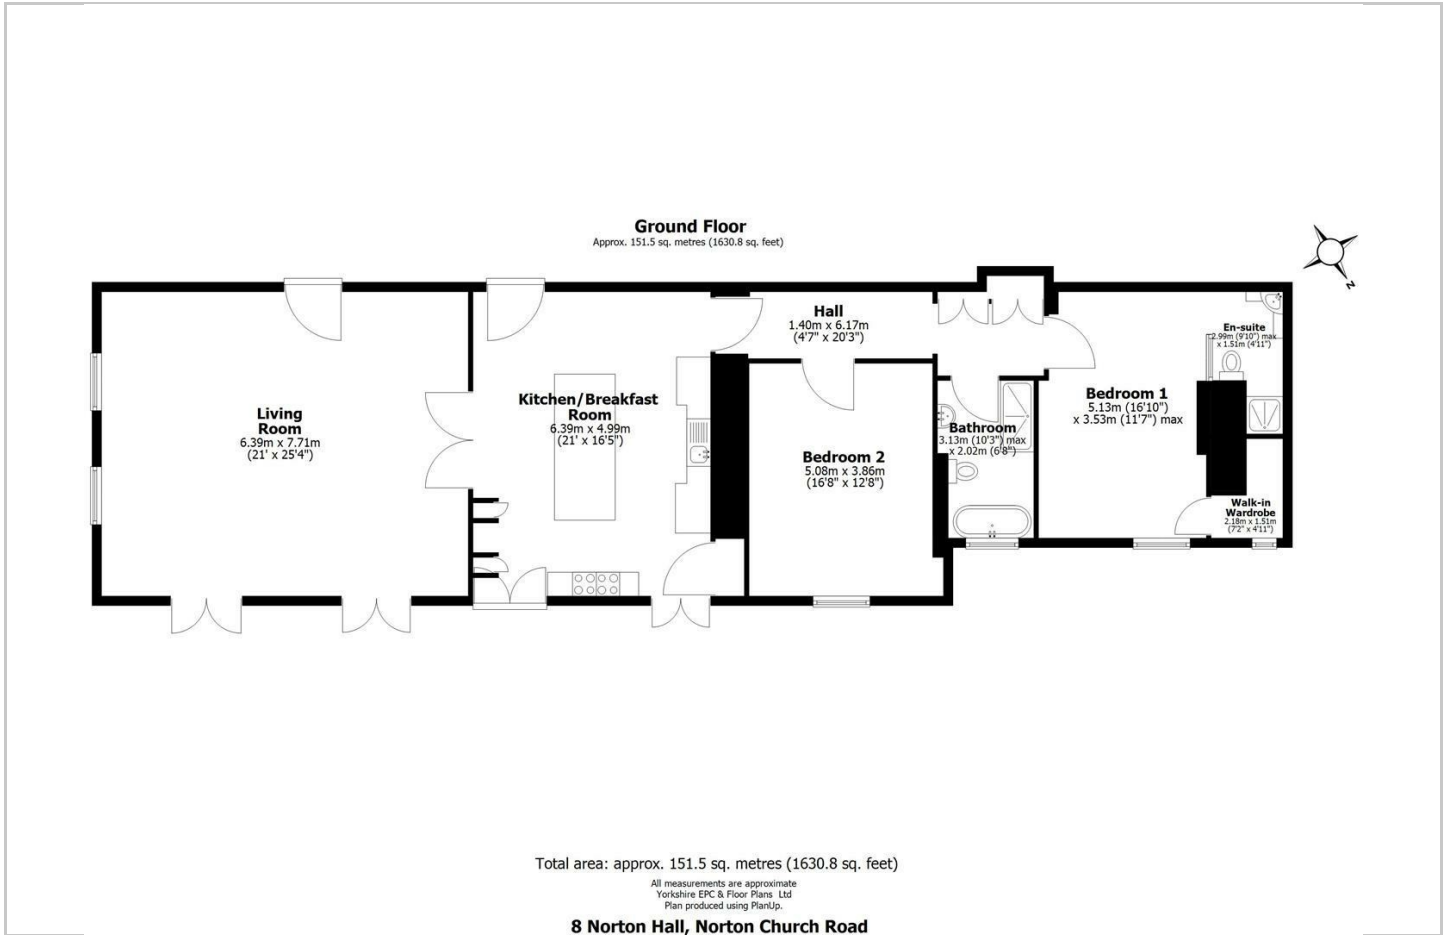 Ground Floor
Approx. 151.5 sq. metres (1630.8 sq. feet)
N
Hall
1.40m x 6.17m
(4'7" x 20'3")
En-suite
2.99m (9'10") max
x 1.51m (4'11")
Living
Room
6.39m x 7.71m
(21' x 25'4")
Kitchen/Breakfast
Room
6.39m x 4.99m
(21' x 16'5")
Bedroom 1
5.13m (16'10")
x 3.53m (11'7") max
Bathroom
3.13m (10'3") max
x 2.02m (6'8")
Bedroom 2
5.08m x 3.86m
(16'8" x 12'8")
Walk-in
Wardrobe
2.18m x 1.51m
(7'2" x 4'11")
Total area: approx. 151.5 sq. metres (1630.8 sq. feet)
All measurements are approximate
Yorkshire EPC & Floor Plans Ltd
Plan produced using PlanUp.
8 Norton Hall, Norton Church Road